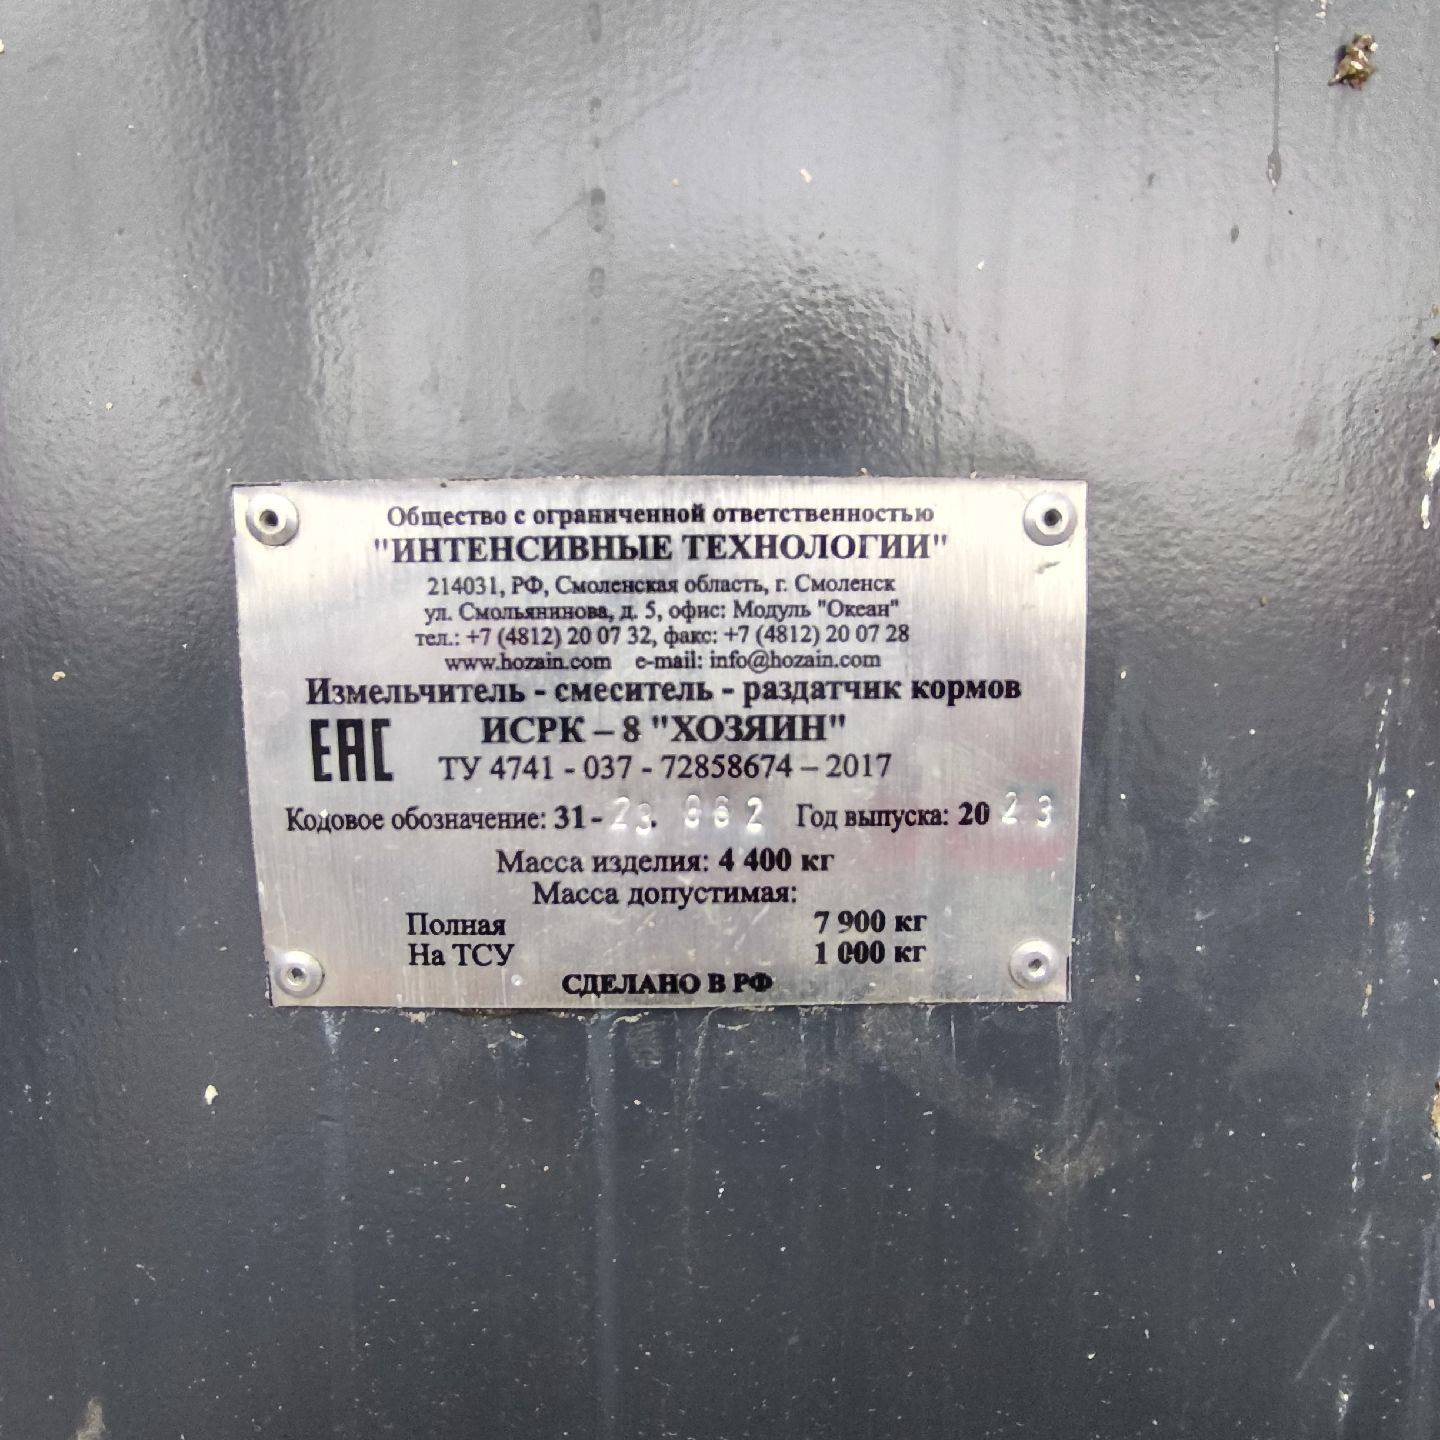 Общество с ограниченной ответственностью
"ИНТЕНСИВНЫЕ ТЕХНОЛОГИИ"
214031, РФ, Смоленская область, г. Смоленск
ул. Смольянинова, д. 5, офис: Модуль "Океан"
тел.: +7 (4812) 20 07 32, факс: +7 (4812) 20 07 28
www.hozain.com e-mail: info@hozain.com
Измельчитель - смеситель - раздатчик кормов
EAC ИСРК – 8 "ХОЗЯИН"
ТУ 4741 - 037 - 72858674 – 2017
Кодовое обозначение: 31 - 23. Год выпуска: 20 23
Масса изделия: 4 400 кг
Масса допустимая:
Полная 7 900 кг
На ТСУ 1 000 кг
СДЕЛАНО В РФ